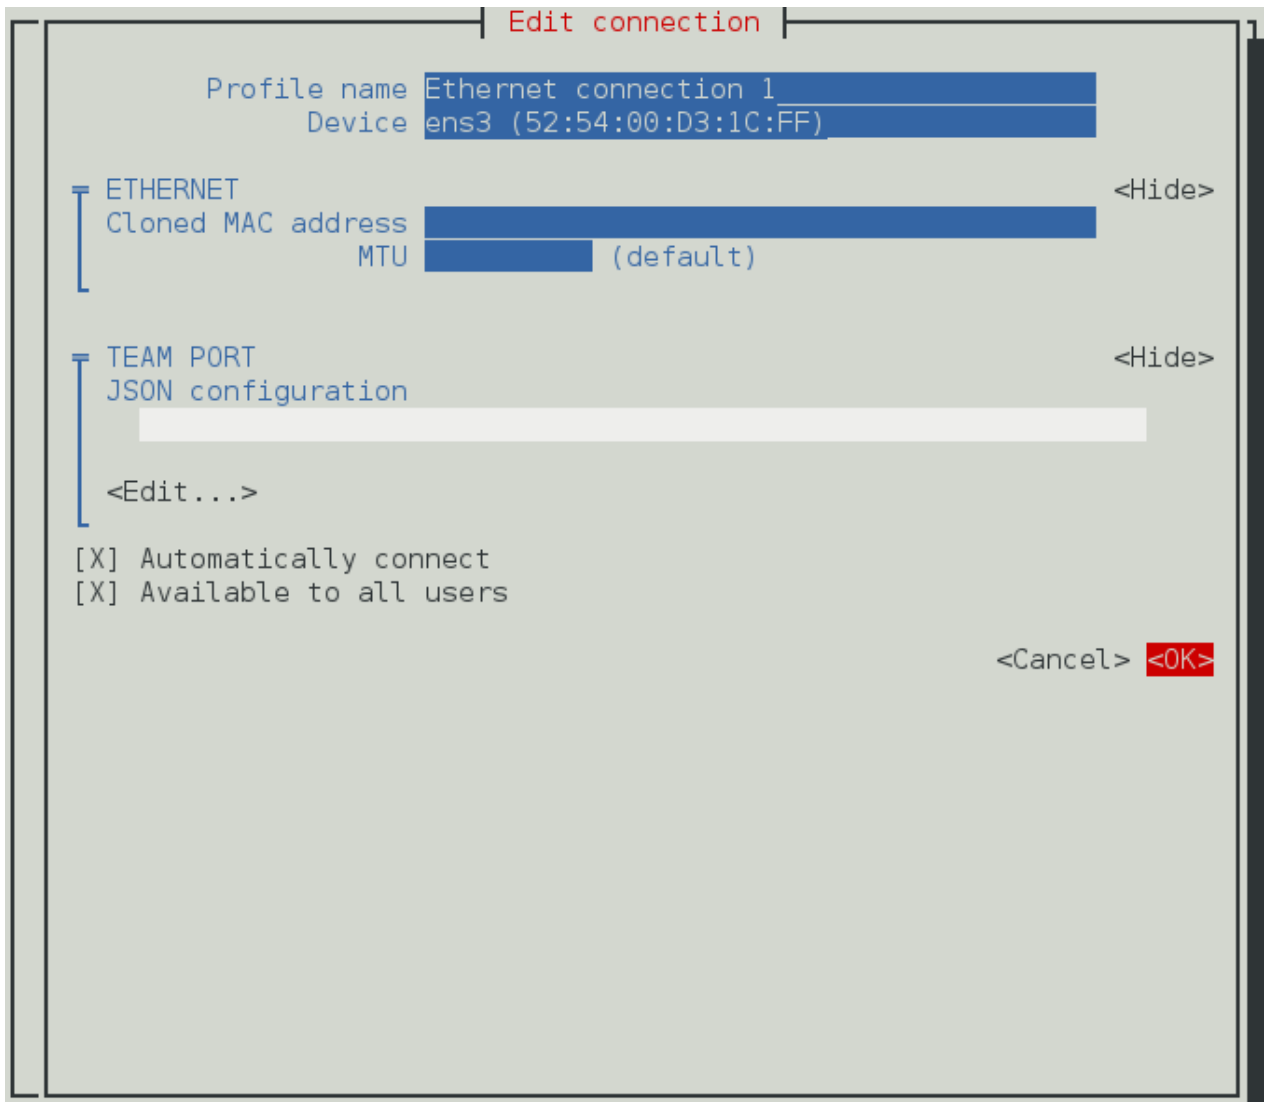 Edit connection
Profile name Ethernet connection 1
Device ens3 (52:54:00:D3:1C:FF)
ETHERNET <Hide>
Cloned MAC address
MTU (default)
TEAM PORT <Hide>
JSON configuration
<Edit...>
[X] Automatically connect
[X] Available to all users
<Cancel> <OK>